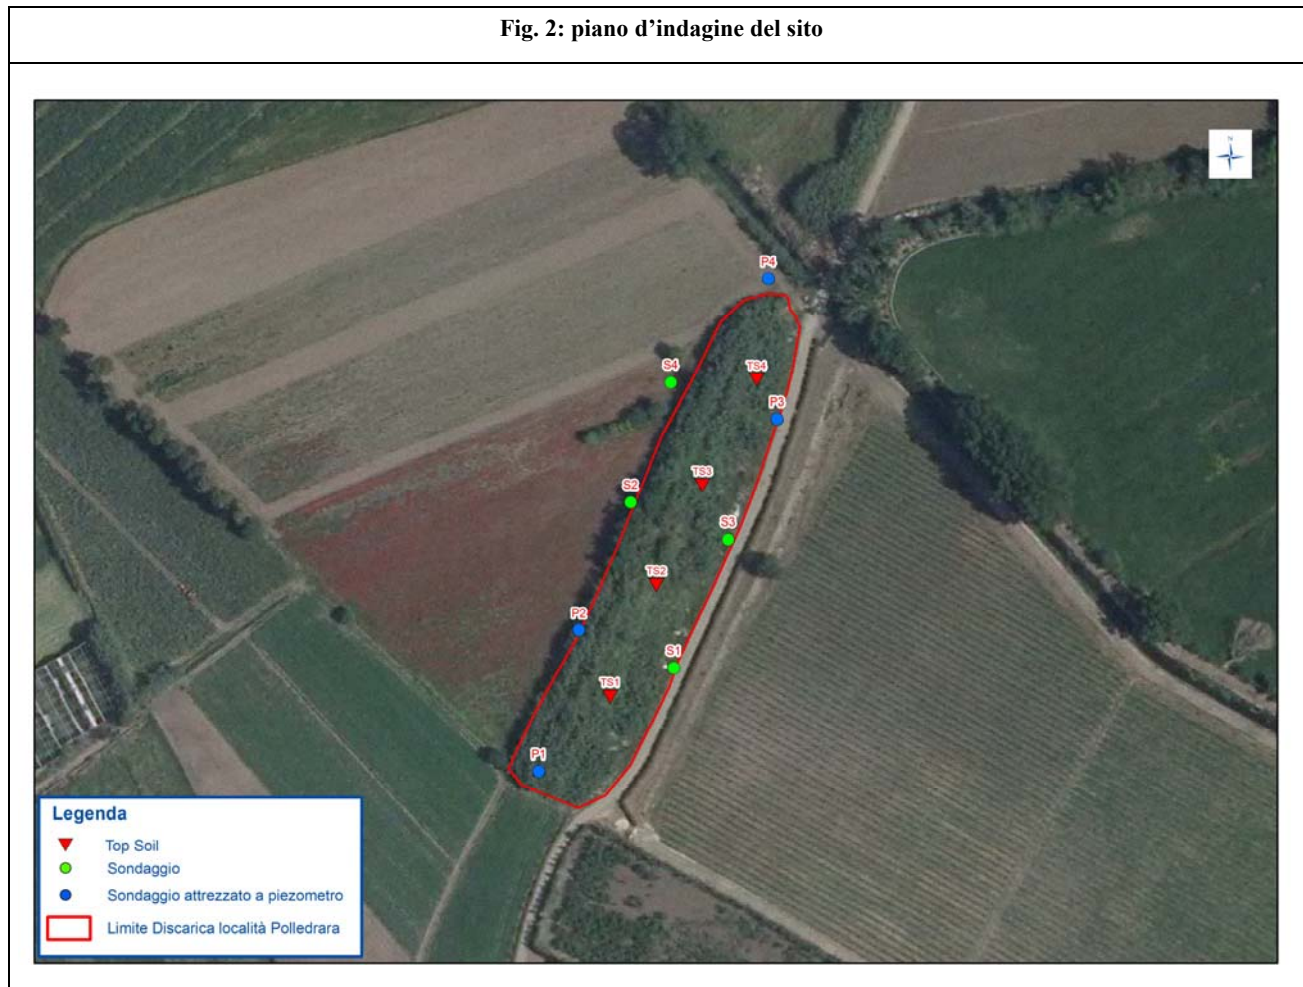 Fig. 2: piano d’indagine del sito
N
P4
S4
TS4
P3
TS3
S2
S3
TS2
P2
S1
TS1
P1
Legenda
Top Soil
Sondaggio
Sondaggio attrezzato a piezometro
Limite Discarica località Polledrara